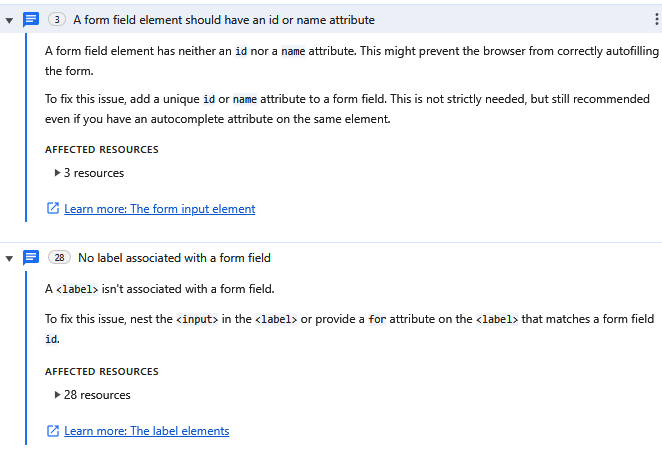 3 A form field element should have an id or name attribute
A form field element has neither an id nor a name attribute. This might prevent the browser from correctly autofilling
the form.
To fix this issue, add a unique id or name attribute to a form field. This is not strictly needed, but still recommended
even if you have an autocomplete attribute on the same element.
AFFECTED RESOURCES
3 resources
Learn more: The form input element
28 No label associated with a form field
A <label> isn't associated with a form field.
To fix this issue, nest the <input> in the <label> or provide a for attribute on the <label> that matches a form field
id.
AFFECTED RESOURCES
28 resources
Learn more: The label elements